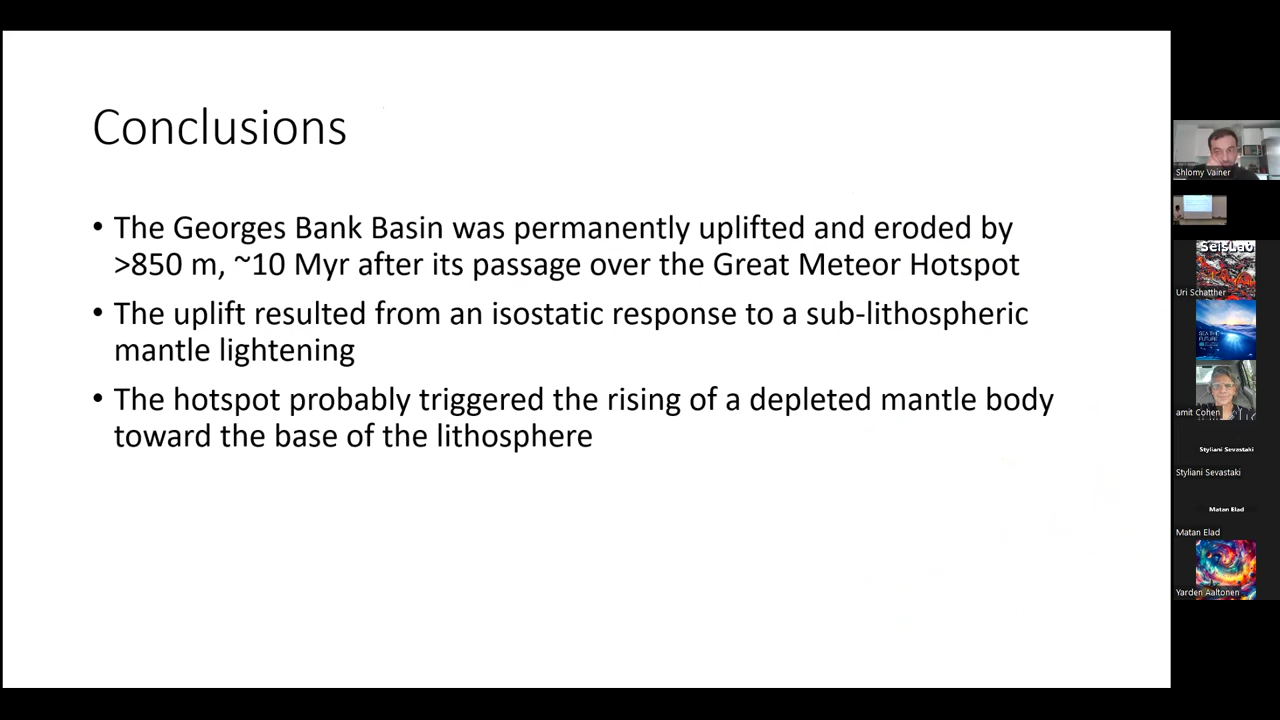 Conclusions
• The Georges Bank Basin was permanently uplifted and eroded by
>850 m, ~10 Myr after its passage over the Great Meteor Hotspot
• The uplift resulted from an isostatic response to a sub-lithospheric
mantle lightening
• The hotspot probably triggered the rising of a depleted mantle body
toward the base of the lithosphere
Shlomy Vainer
SeisLab
Uri Schattner
SEA THE
FUTURE
amit Cohen
Styliani Sevastaki
Styliani Sevastaki
Matan Elad
Matan Elad
Yarden Aaltonen